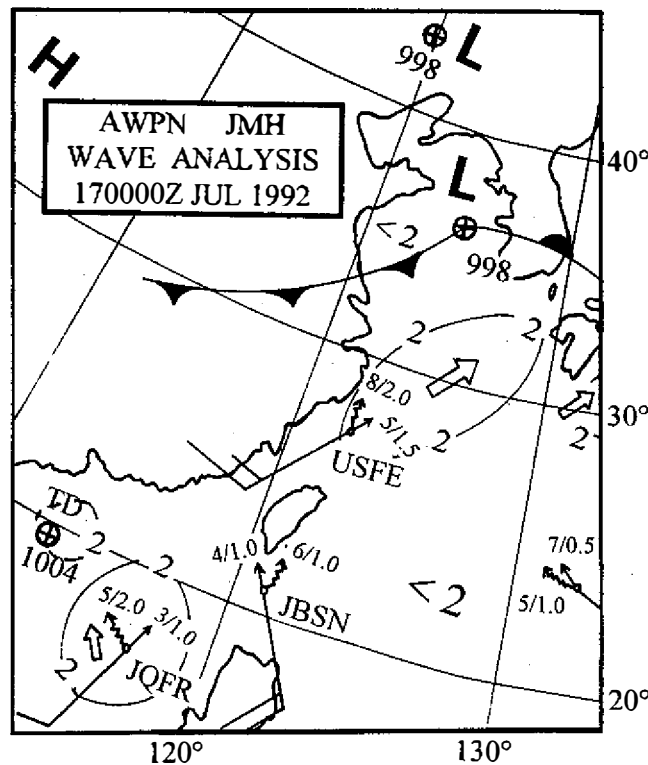 H
L
998
AWPN JMH
WAVE ANALYSIS
170000Z JUL 1992
40°
L
<2
998
2
2
8/2.0
5/1.5
2
2
30°
USFE
TD
2
2
1004
4/1.0
6/1.0
7/0.5
5/1.0
<2
5/2.0
3/1.0
JBSN
2
JQFR
20°
120°
130°